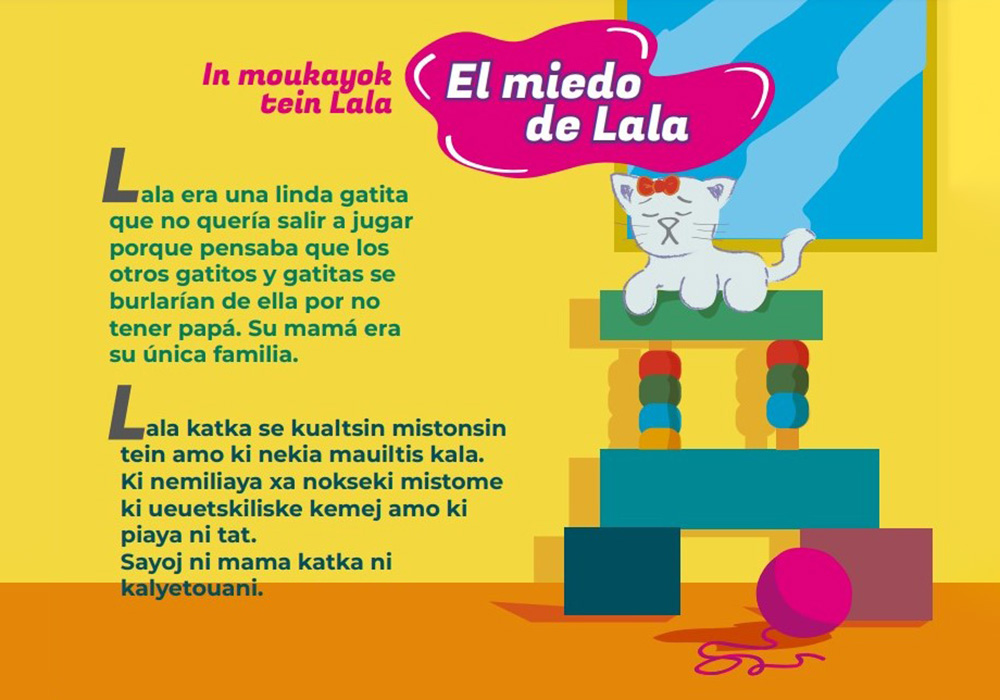 In moukayok
tein Lala
El miedo
de Lala
Lala era una linda gatita
que no quería salir a jugar
porque pensaba que los
otros gatitos y gatitas se
burlarían de ella por no
tener papá. Su mamá era
su única familia.
Lala katka se kualtsin mistonsin
tein amo ki nekia mauiltis kala.
Ki nemiliaya xa nokseki mistome
ki ueuetskiliske kemej amo ki
piaya ni tat.
Sayoj ni mama katka ni
kalyetouani.